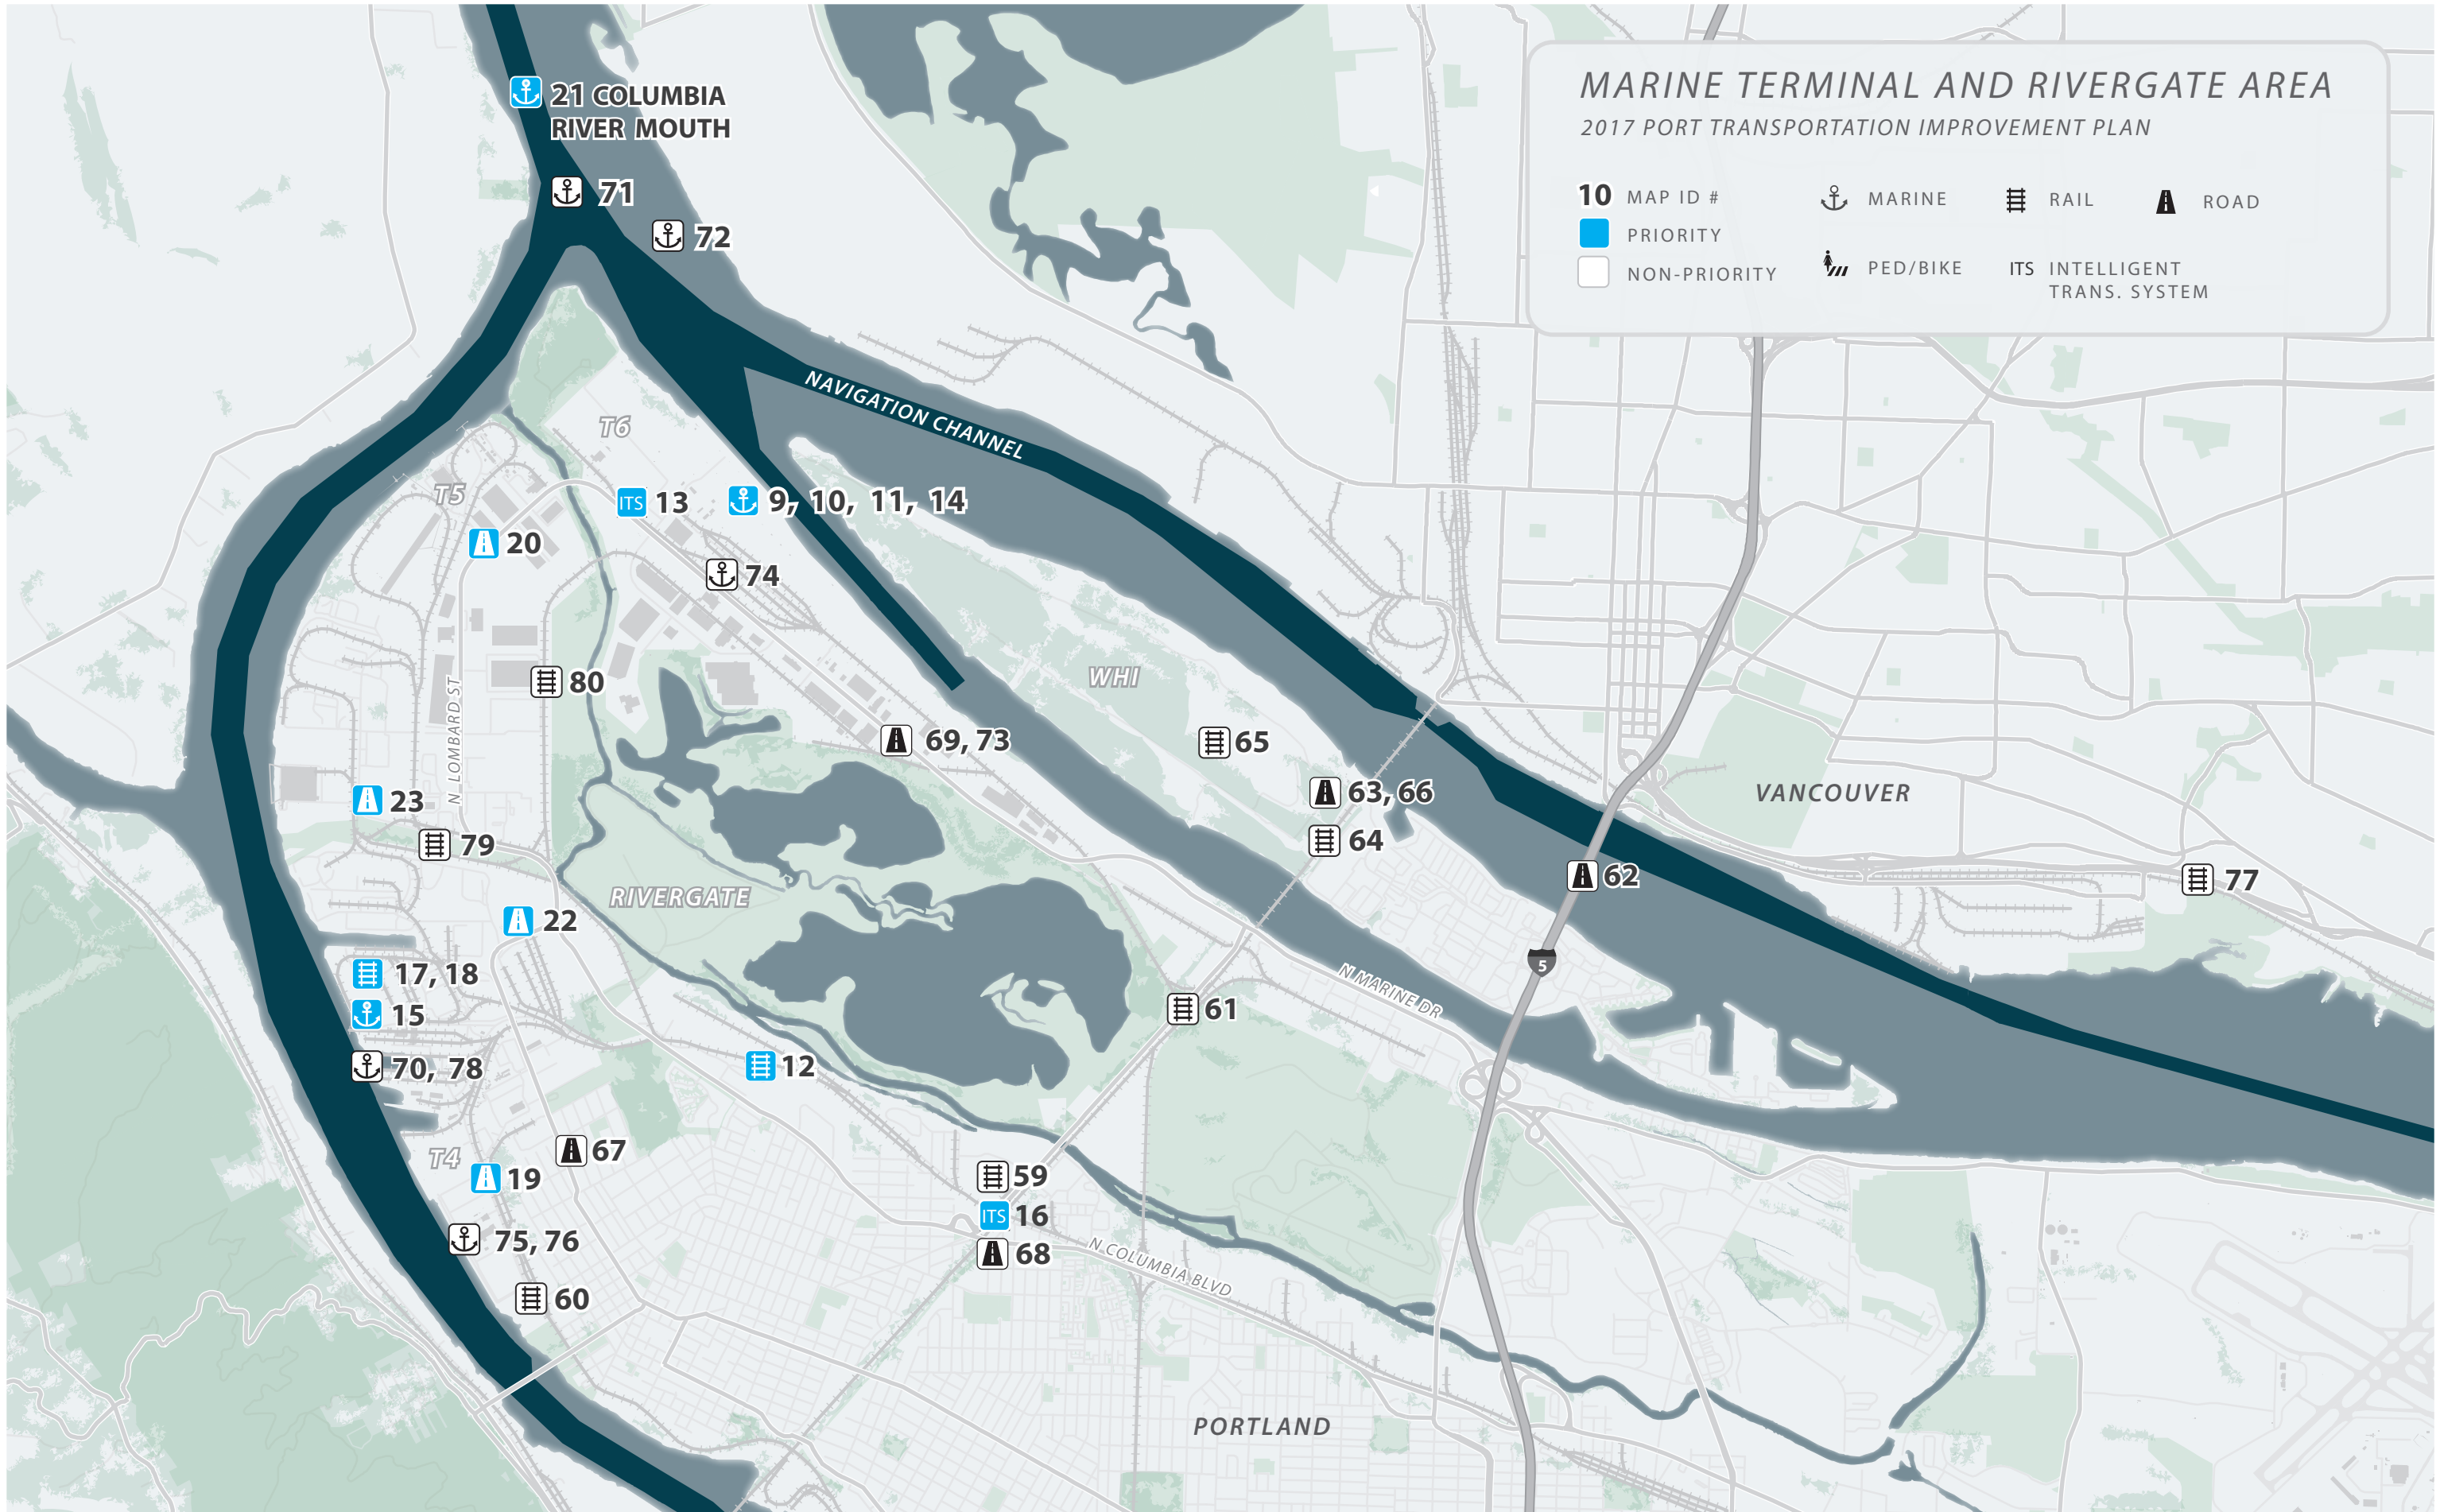 MARINE TERMINAL AND RIVERGATE AREA
2017 PORT TRANSPORTATION IMPROVEMENT PLAN
10 MAP ID #
PRIORITY
NON-PRIORITY
MARINE
RAIL
ROAD
PED/BIKE
ITS INTELLIGENT
TRANS. SYSTEM
21 COLUMBIA
RIVER MOUTH
71
72
NAVIGATION CHANNEL
T6
T5
ITS 13
9, 10, 11, 14
20
74
80
N LOMBARD ST
WHI
69, 73
65
63, 66
64
VANCOUVER
62
77
23
79
RIVERGATE
22
5
17, 18
15
N MARINE DR
61
70, 78
12
T4
67
19
59
ITS 16
68
75, 76
N COLUMBIA BLVD
60
PORTLAND